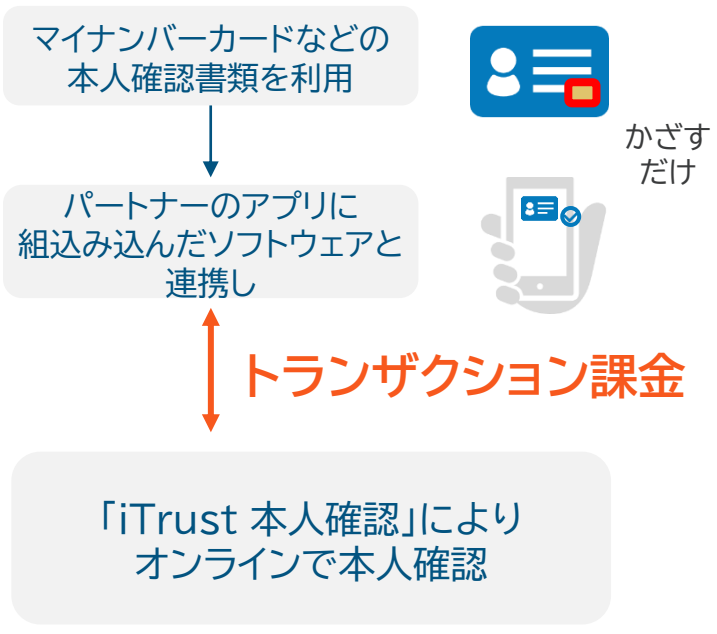 マイナンバーカードなどの
本人確認書類を利用
かざす
だけ
パートナーのアプリに
組込み込んだソフトウェアと
連携し
トランザクション課金
「iTrust 本人確認」により
オンラインで本人確認